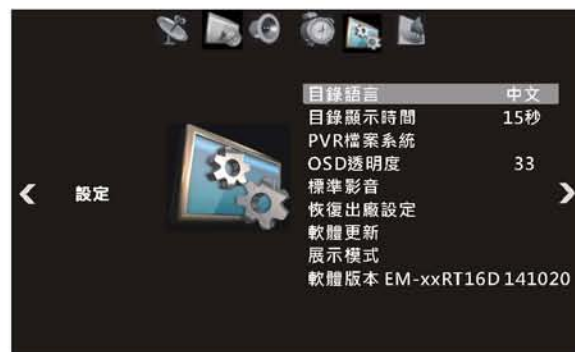 設定
目錄語言 中文
目錄顯示時間 15秒
PVR檔案系統
OSD透明度 33
標準影音
恢復出廠設定
軟體更新
展示模式
軟體版本 EM-xxRT16D 141020